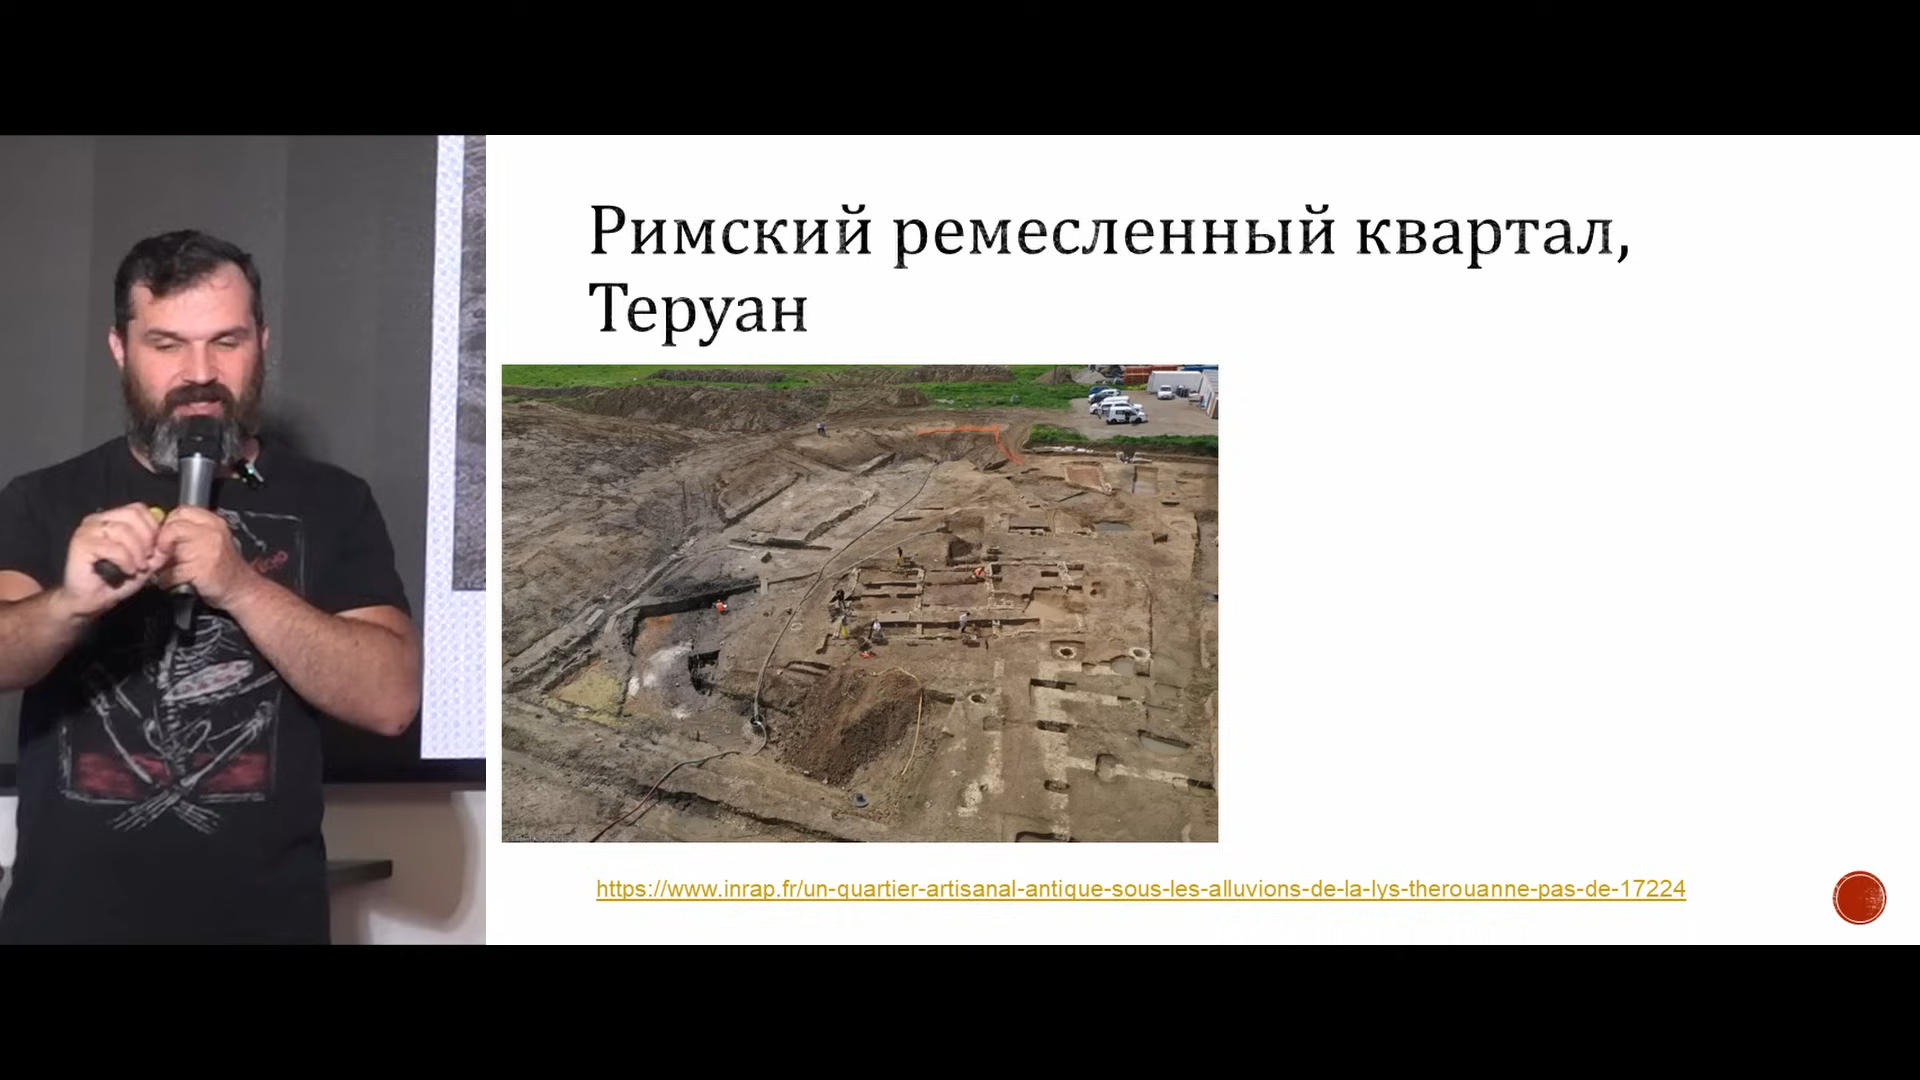 Римский ремесленный квартал,
Теруан
https://www.inrap.fr/un-quartier-artisanal-antique-sous-les-alluvions-de-la-lys-therouanne-pas-de-17224